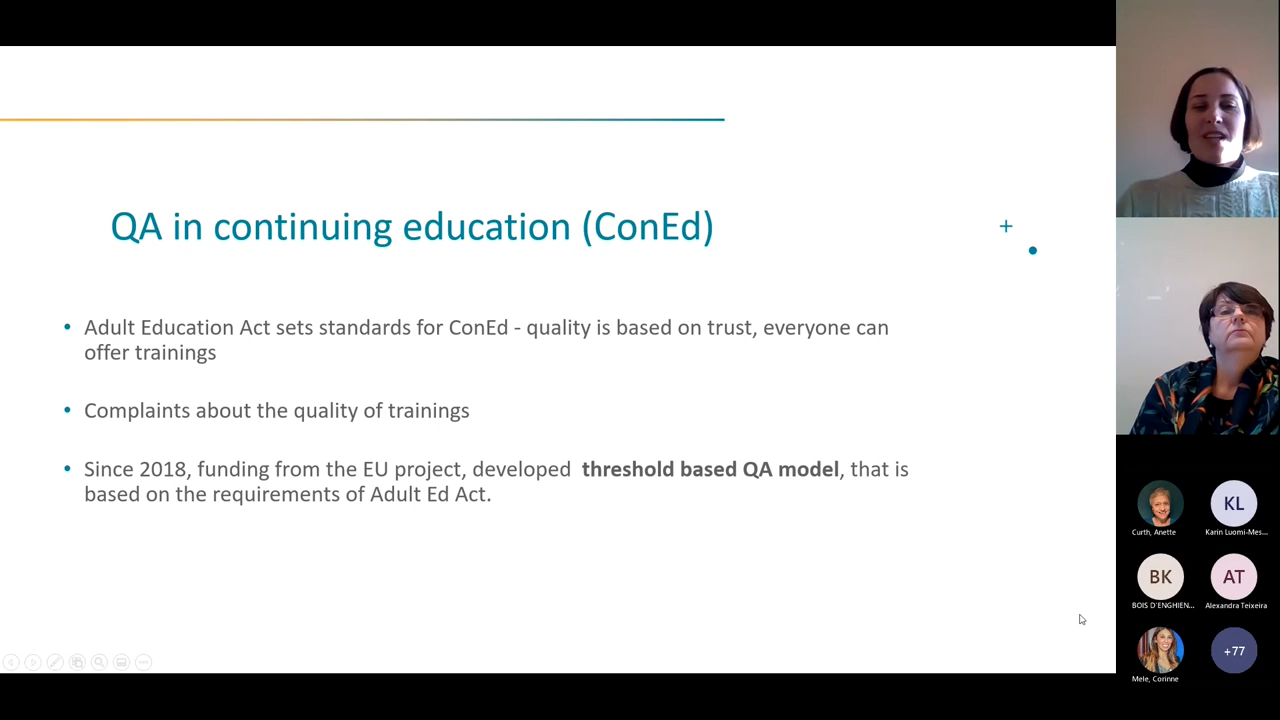 QA in continuing education (ConEd)
• Adult Education Act sets standards for ConEd - quality is based on trust, everyone can
offer trainings
• Complaints about the quality of trainings
• Since 2018, funding from the EU project, developed threshold based QA model, that is
based on the requirements of Adult Ed Act.
KL
Curth, Anette
Karin Luomi-Mes...
BK
AT
BOIS D'ENGHIEN...
Alexandra Teixeira
+77
Mele, Corinne